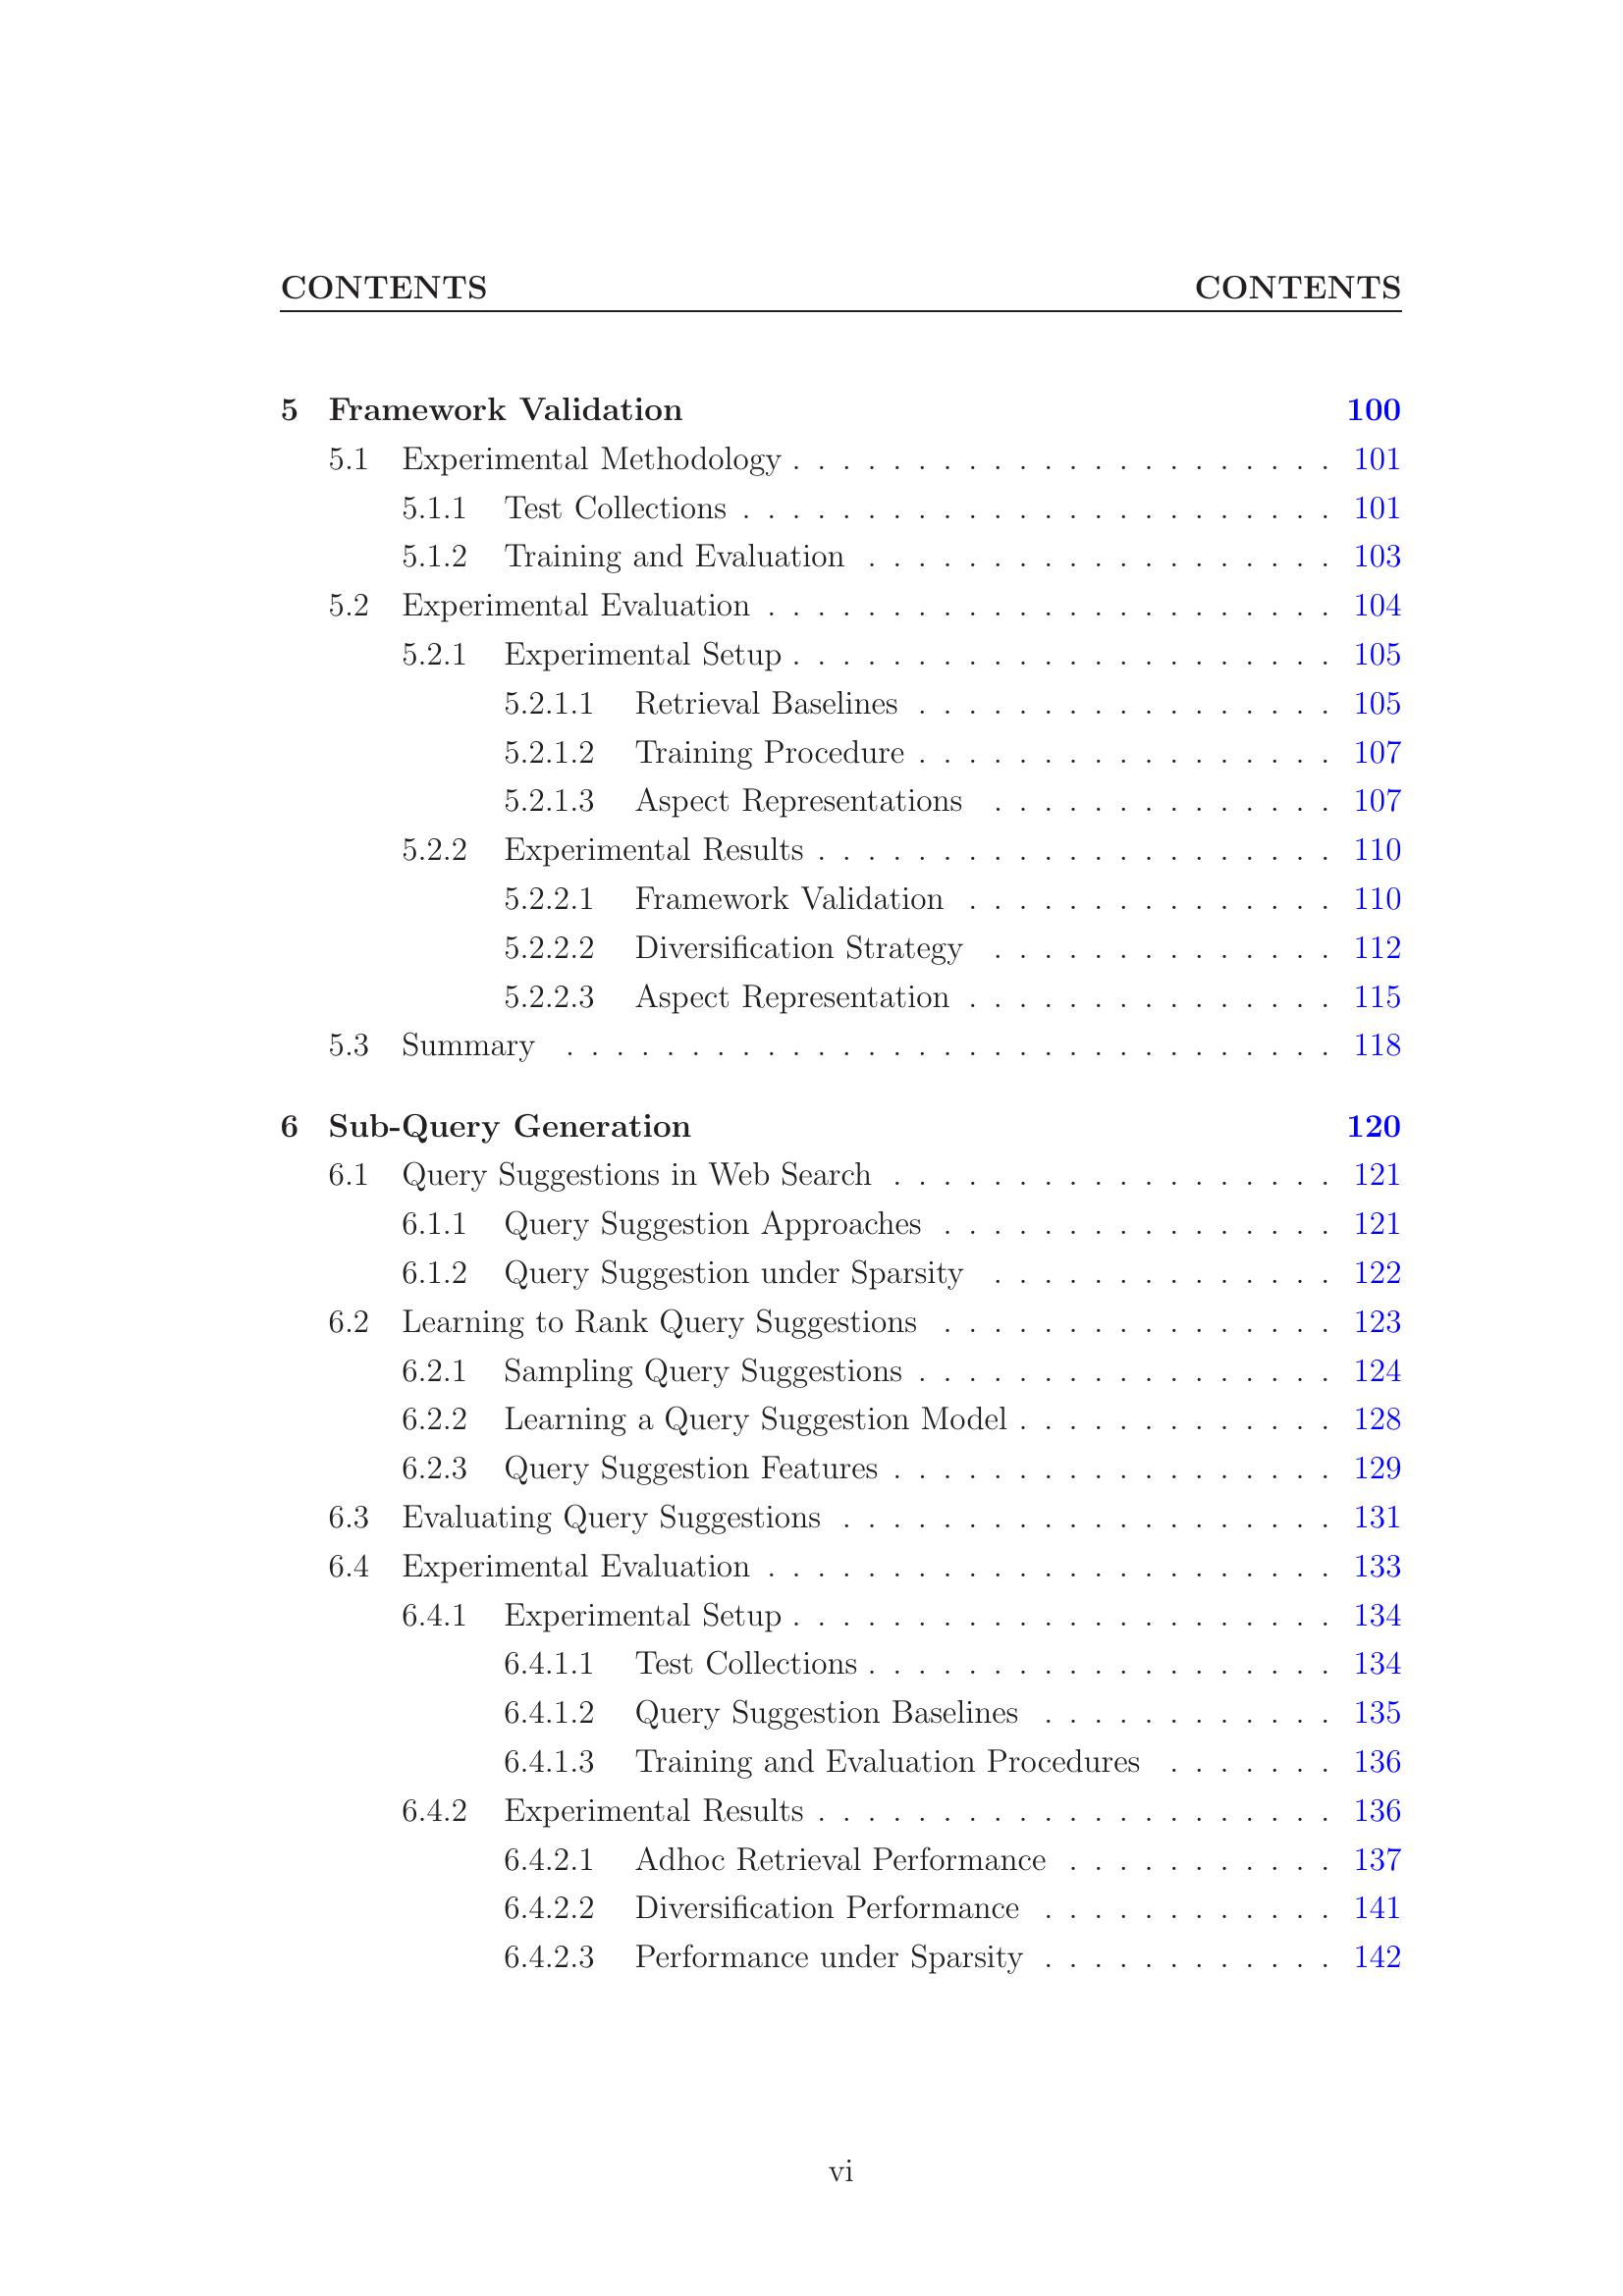 CONTENTS CONTENTS
5 Framework Validation 100
5.1 Experimental Methodology . . . . . . . . . . . . . . . . . . . . . . 101
5.1.1 Test Collections . . . . . . . . . . . . . . . . . . . . . . . . 101
5.1.2 Training and Evaluation . . . . . . . . . . . . . . . . . . . 103
5.2 Experimental Evaluation . . . . . . . . . . . . . . . . . . . . . . . 104
5.2.1 Experimental Setup . . . . . . . . . . . . . . . . . . . . . . 105
5.2.1.1 Retrieval Baselines . . . . . . . . . . . . . . . . . 105
5.2.1.2 Training Procedure . . . . . . . . . . . . . . . . . 107
5.2.1.3 Aspect Representations . . . . . . . . . . . . . . 107
5.2.2 Experimental Results . . . . . . . . . . . . . . . . . . . . . 110
5.2.2.1 Framework Validation . . . . . . . . . . . . . . . 110
5.2.2.2 Diversification Strategy . . . . . . . . . . . . . . 112
5.2.2.3 Aspect Representation . . . . . . . . . . . . . . . 115
5.3 Summary . . . . . . . . . . . . . . . . . . . . . . . . . . . . . . . 118
6 Sub-Query Generation 120
6.1 Query Suggestions in Web Search . . . . . . . . . . . . . . . . . . 121
6.1.1 Query Suggestion Approaches . . . . . . . . . . . . . . . . 121
6.1.2 Query Suggestion under Sparsity . . . . . . . . . . . . . . 122
6.2 Learning to Rank Query Suggestions . . . . . . . . . . . . . . . . 123
6.2.1 Sampling Query Suggestions . . . . . . . . . . . . . . . . . 124
6.2.2 Learning a Query Suggestion Model . . . . . . . . . . . . . 128
6.2.3 Query Suggestion Features . . . . . . . . . . . . . . . . . . 129
6.3 Evaluating Query Suggestions . . . . . . . . . . . . . . . . . . . . 131
6.4 Experimental Evaluation . . . . . . . . . . . . . . . . . . . . . . . 133
6.4.1 Experimental Setup . . . . . . . . . . . . . . . . . . . . . . 134
6.4.1.1 Test Collections . . . . . . . . . . . . . . . . . . . 134
6.4.1.2 Query Suggestion Baselines . . . . . . . . . . . . 135
6.4.1.3 Training and Evaluation Procedures . . . . . . . 136
6.4.2 Experimental Results . . . . . . . . . . . . . . . . . . . . . 136
6.4.2.1 Adhoc Retrieval Performance . . . . . . . . . . . 137
6.4.2.2 Diversification Performance . . . . . . . . . . . . 141
6.4.2.3 Performance under Sparsity . . . . . . . . . . . . 142
vi